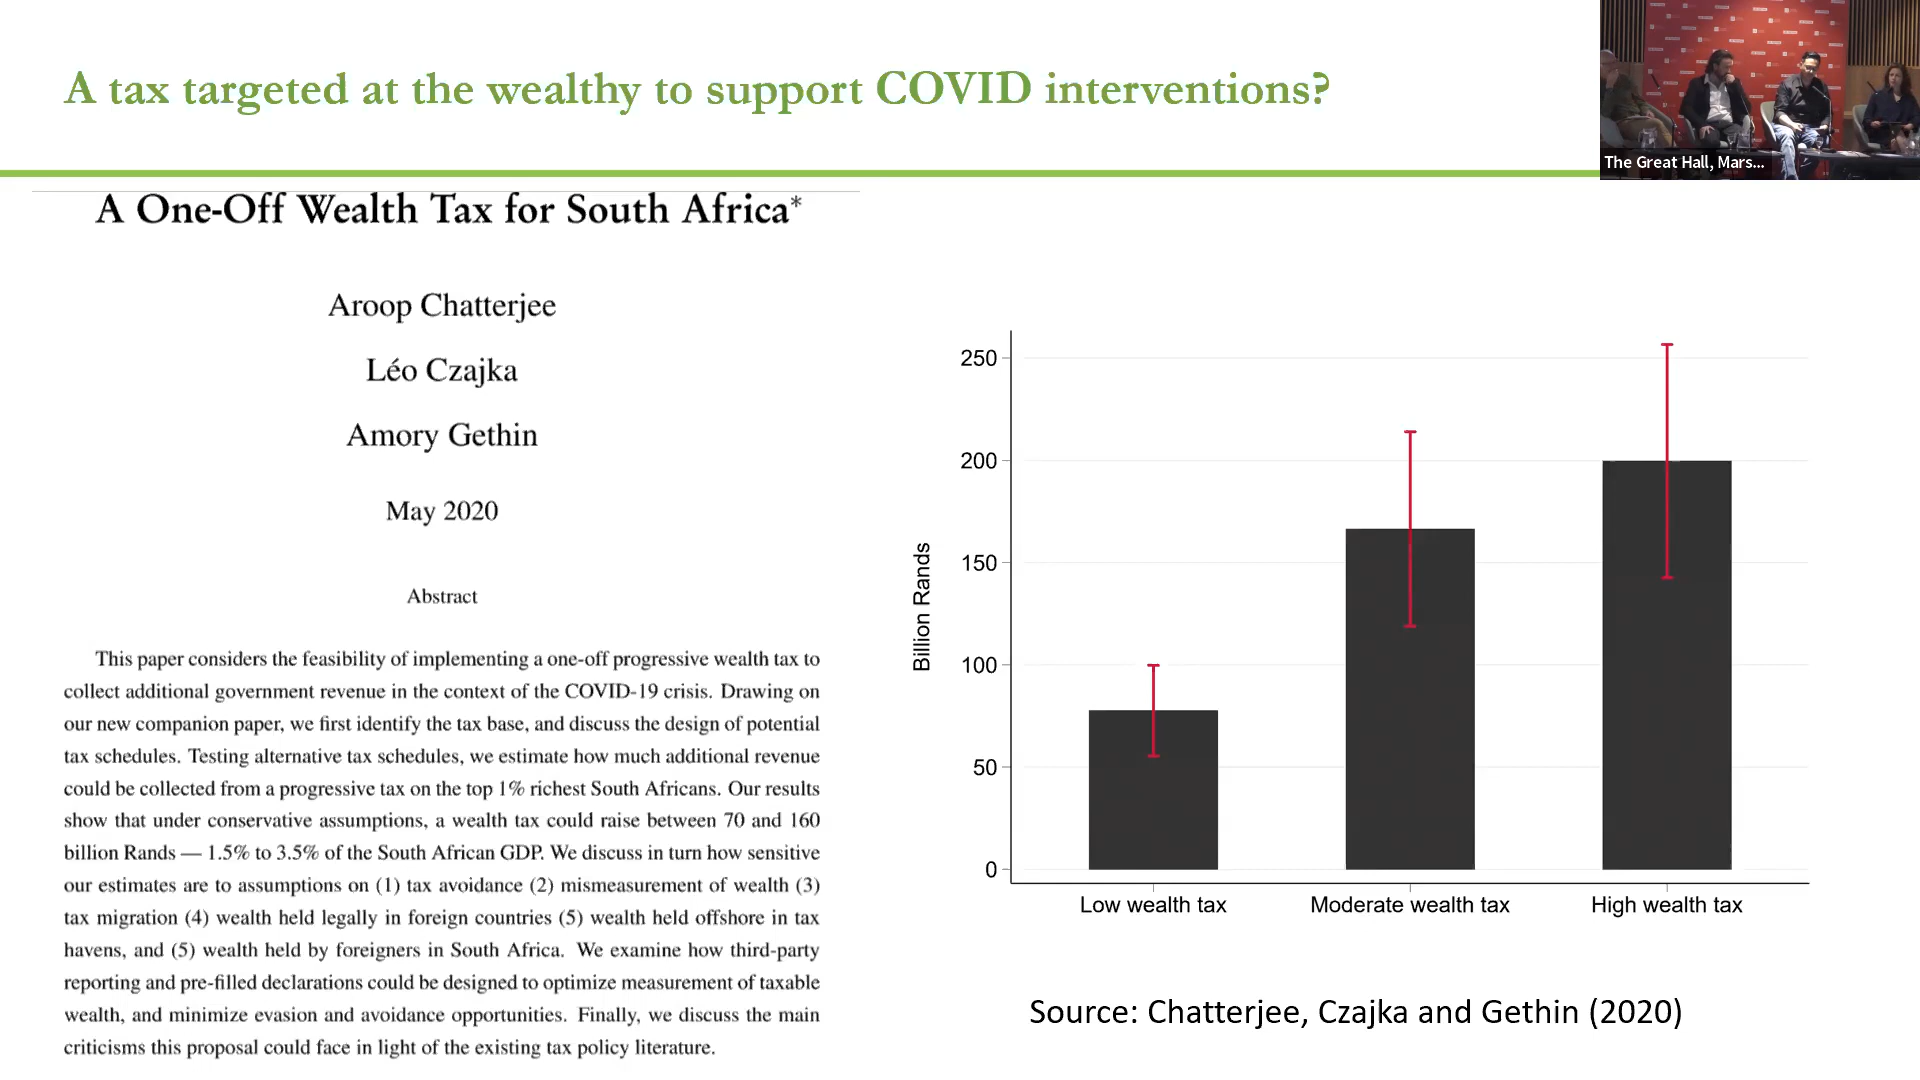 A tax targeted at the wealthy to support COVID interventions?
The Great Hall, Mars...
A One-Off Wealth Tax for South Africa*
Aroop Chatterjee
Léo Czajka
Amory Gethin
May 2020
Abstract
This paper considers the feasibility of implementing a one-off progressive wealth tax to
collect additional government revenue in the context of the COVID-19 crisis. Drawing on
our new companion paper, we first identify the tax base, and discuss the design of potential
tax schedules. Testing alternative tax schedules, we estimate how much additional revenue
could be collected from a progressive tax on the top 1% richest South Africans. Our results
show that under conservative assumptions, a wealth tax could raise between 70 and 160
billion Rands — 1.5% to 3.5% of the South African GDP. We discuss in turn how sensitive
our estimates are to assumptions on (1) tax avoidance (2) mismeasurement of wealth (3)
tax migration (4) wealth held legally in foreign countries (5) wealth held offshore in tax
havens, and (5) wealth held by foreigners in South Africa. We examine how third-party
reporting and pre-filled declarations could be designed to optimize measurement of taxable
wealth, and minimize evasion and avoidance opportunities. Finally, we discuss the main
criticisms this proposal could face in light of the existing tax policy literature.
Billion Rands
250
200
150
100
50
0
Low wealth tax
Moderate wealth tax
High wealth tax
Source: Chatterjee, Czajka and Gethin (2020)